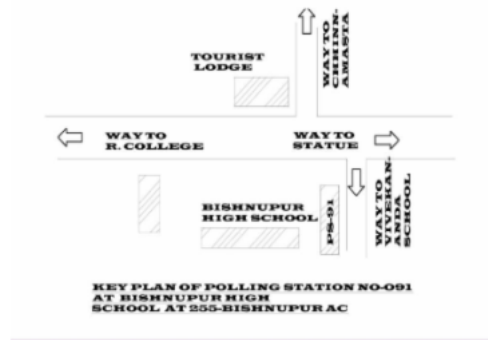 TOURIST
LODGE
WAY TO
CHHINN-
AMASTA
WAY TO
R. COLLEGE
WAY TO
STATUE
BISHNUPUR
HIGH SCHOOL
PS-91
WAY TO
VIVEKAN-
ANDA
SCHOOL
KEY PLAN OF POLLING STATION NO-091
AT BISHNUPUR HIGH
SCHOOL AT 255-BISHNUPUR AC